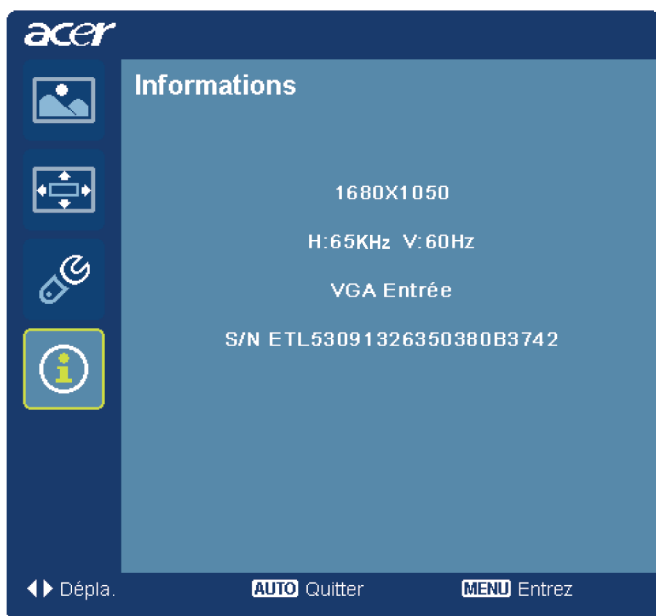 acer
Informations
1680X1050
H:65KHz V:60Hz
VGA Entrée
S/N ETL53091326350380B3742
Dépla. AUTO Quitter MENU Entrez